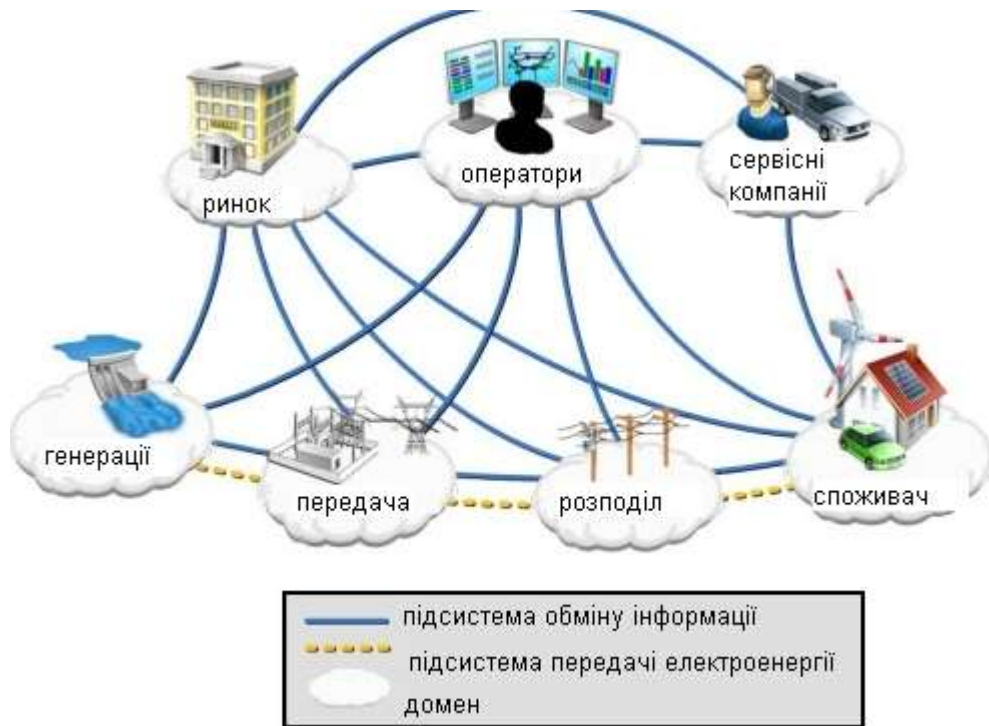 ринок
оператори
сервісні
компанії
генерації
передача
розподіл
споживач
підсистема обміну інформації
підсистема передачі електроенергії
домен